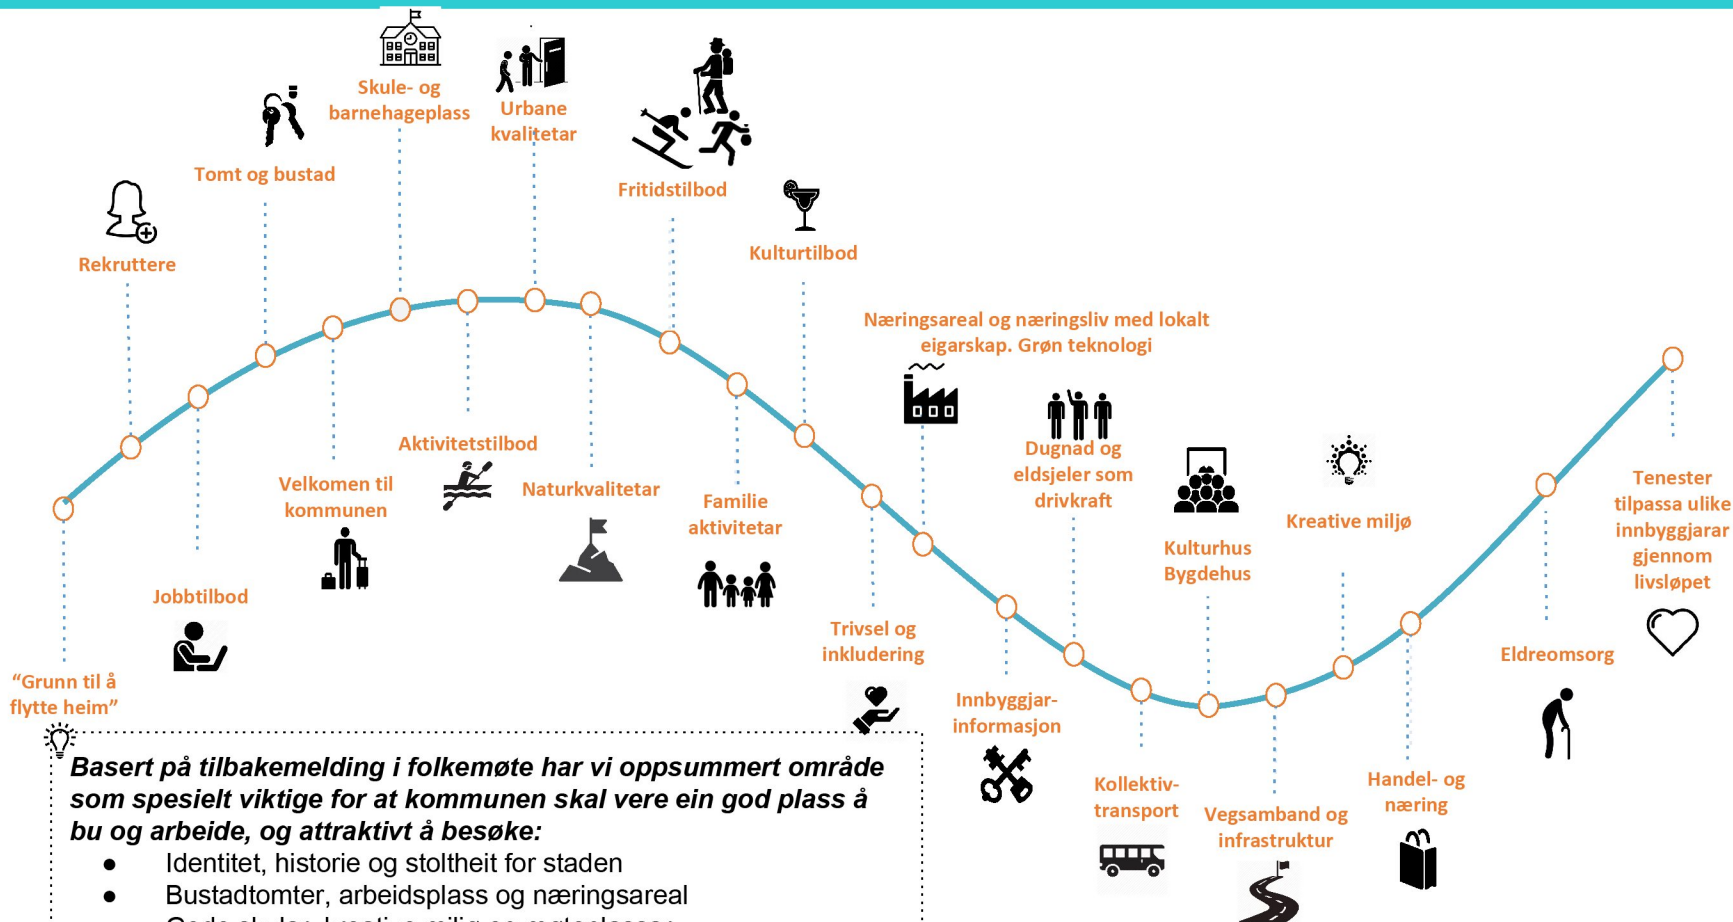 Skule- og
barnehageplass
Urbane
kvalitetar
Tomt og bustad
Fritidstilbod
Rekruttere
Kulturtilbod
Næringsareal og næringsliv med lokalt
eigarskap. Grøn teknologi
Aktivitetstilbod
Velkomen til
kommunen
Naturkvalitetar
Familie
aktivitetar
Dugnad og
eldsjeler som
drivkraft
Kulturhus
Bygdehus
Kreative miljø
Tenester
tilpassa ulike
innbyggjarar
gjennom
livsløpet
Jobbtilbod
Trivsel og
inkludering
Eldreomsorg
"Grunn til å
flytte heim"
Innbyggjar-
informasjon
Kollektiv-
transport
Vegsamband og
infrastruktur
Handel- og
næring
Basert på tilbakemelding i folkemøte har vi oppsummert område
som spesielt viktige for at kommunen skal vere ein god plass å
bu og arbeide, og attraktivt å besøke:
● Identitet, historie og stoltheit for staden
● Bustadtomter, arbeidsplass og næringsareal